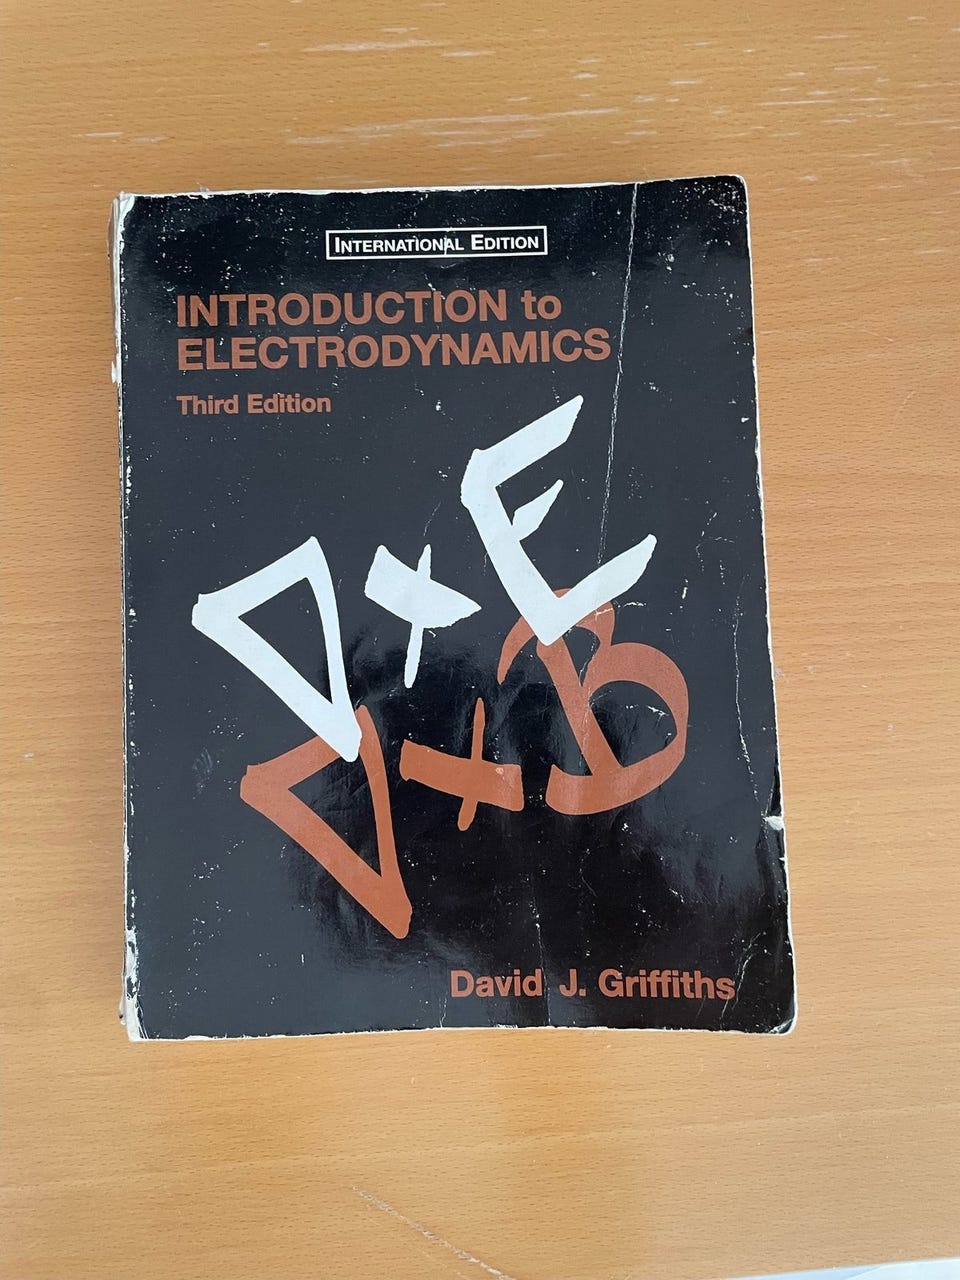 INTERNATIONAL EDITION
INTRODUCTION to
ELECTRODYNAMICS
Third Edition
∇×E
∇×B
David J. Griffiths